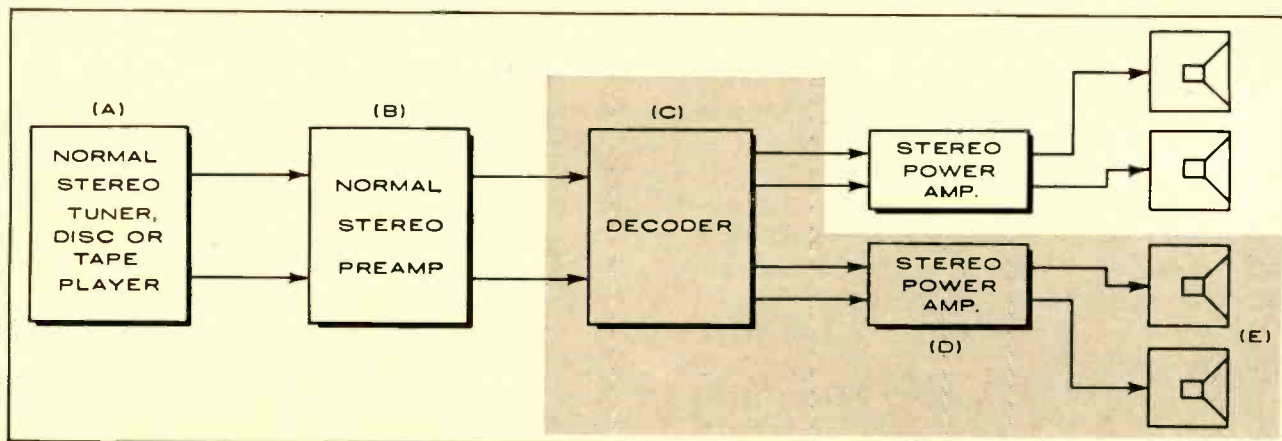 (A)
NORMAL
STEREO
TUNER,
DISC OR
TAPE
PLAYER
(B)
NORMAL
STEREO
PREAMP
(C)
DECODER
STEREO
POWER
AMP.
STEREO
POWER
AMP.
(D)
(E)